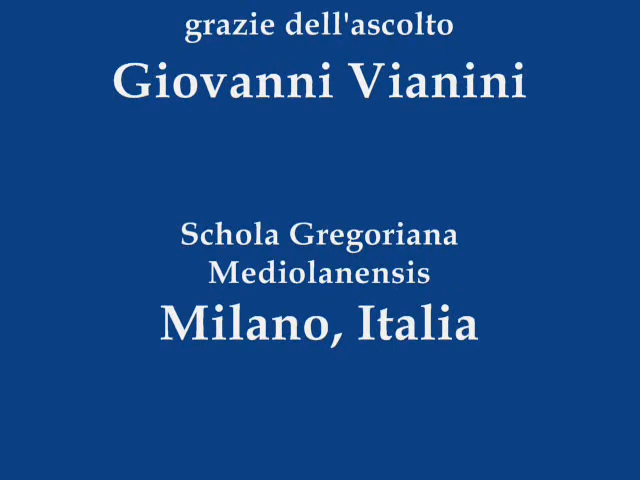 grazie dell'ascolto
Giovanni Vianini
Schola Gregoriana
Mediolanensis
Milano, Italia